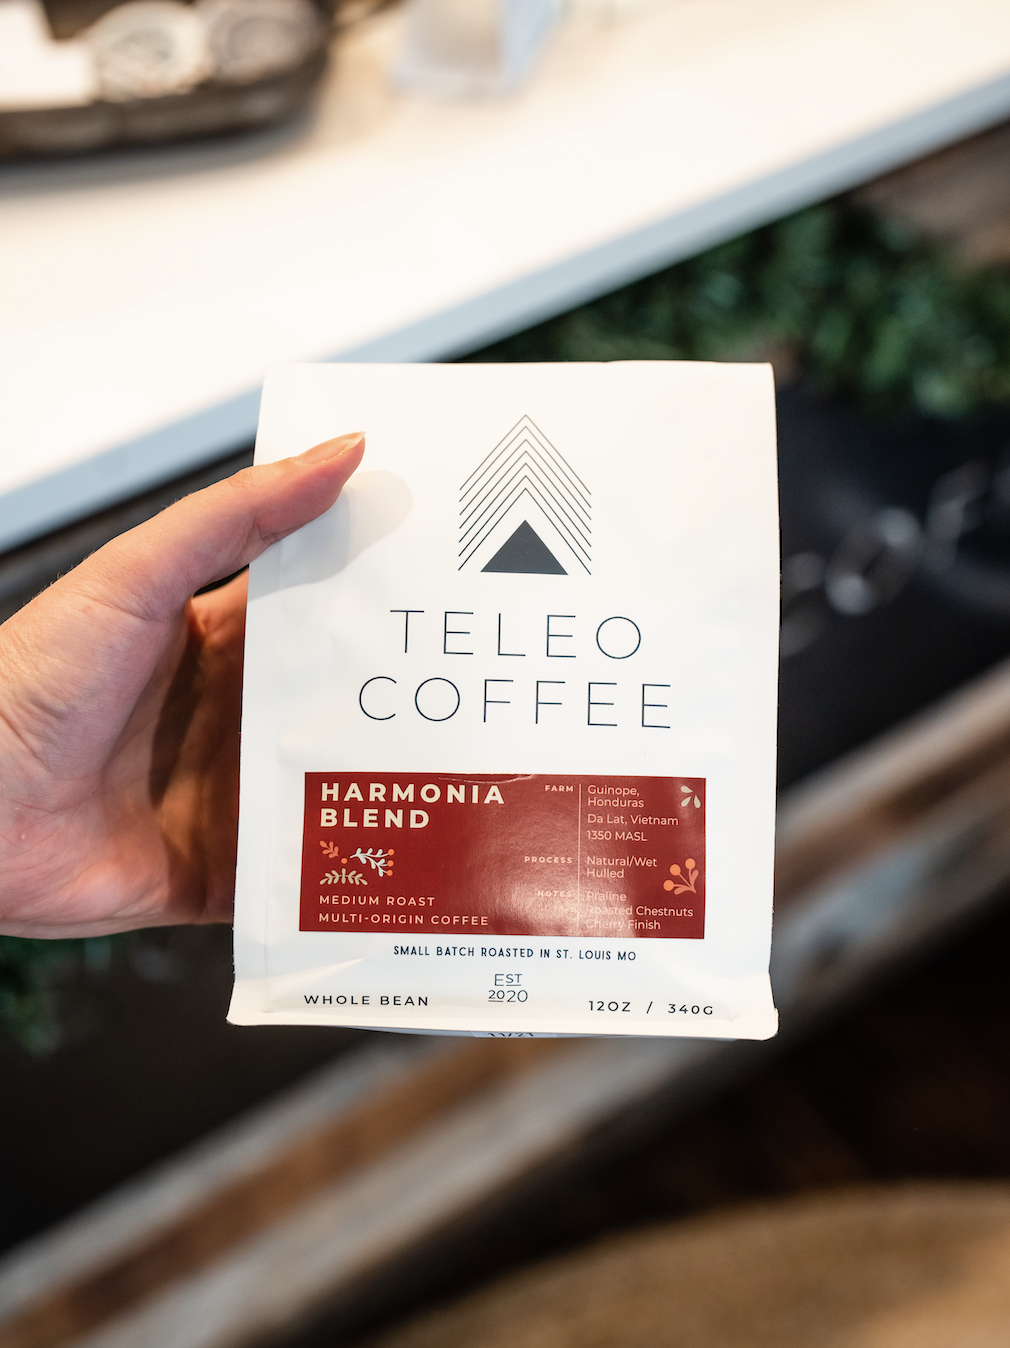 TELEO
COFFEE
HARMONIA
BLEND
MEDIUM ROAST
MULTI-ORIGIN COFFEE
FARM
Guinope,
Honduras
Da Lat, Vietnam
1350 MASL
PROCESS
Natural/Wet
Hulled
NOTES
Praline
Roasted Chestnuts
Cherry Finish
SMALL BATCH ROASTED IN ST. LOUIS MO
EST
2020
WHOLE BEAN
12OZ / 340G